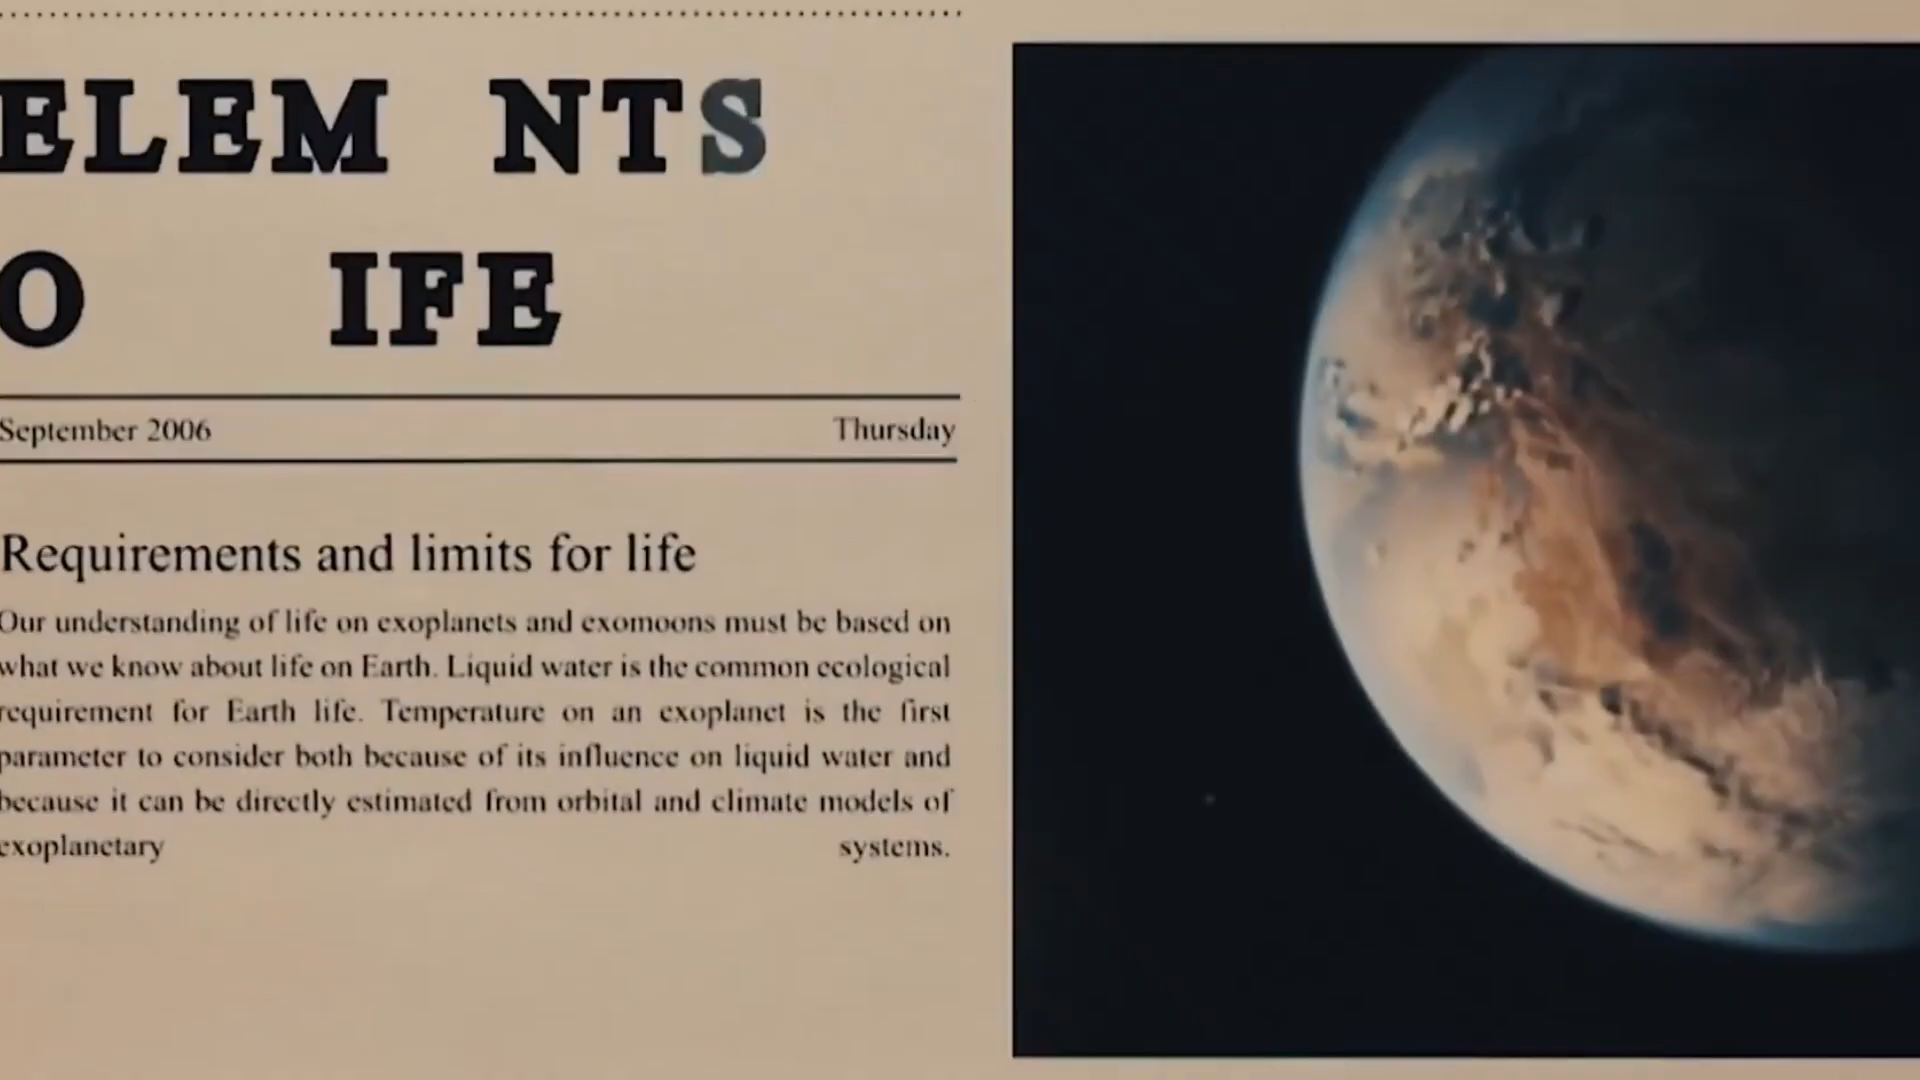 ELEM NTS
O IFE
September 2006 Thursday
Requirements and limits for life
Our understanding of life on exoplanets and exomoons must be based on
what we know about life on Earth. Liquid water is the common ecological
requirement for Earth life. Temperature on an exoplanet is the first
parameter to consider both because of its influence on liquid water and
because it can be directly estimated from orbital and climate models of
exoplanetary systems.